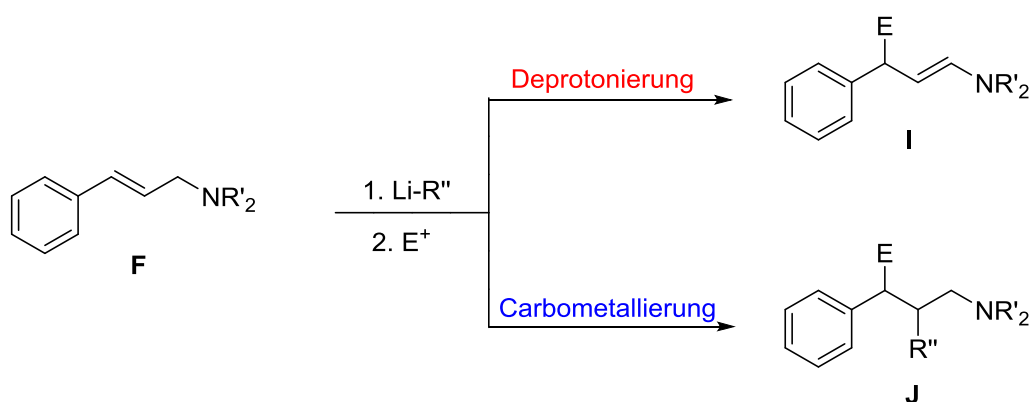 E
Deprotonierung
NR'2
I
NR'2
F
1. Li-R"
2. E+
E
Carbometallierung
NR'2
R"
J